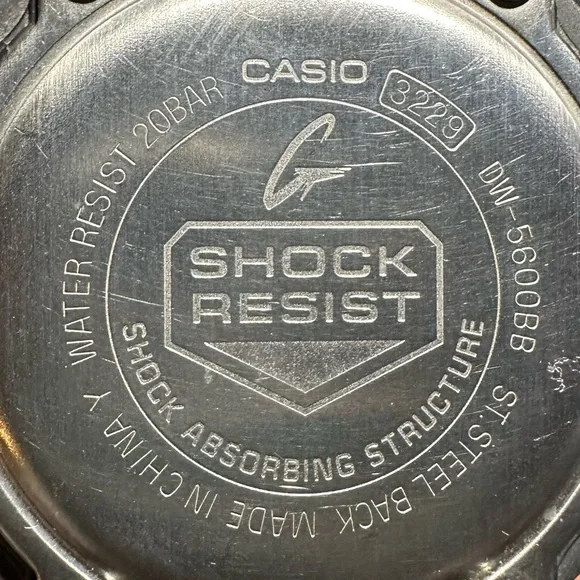 CASIO
3229
DW-5600BB
ST.STEEL BACK MADE IN CHINA Y
WATER RESIST 20BAR
G
SHOCK
RESIST
SHOCK ABSORBING STRUCTURE